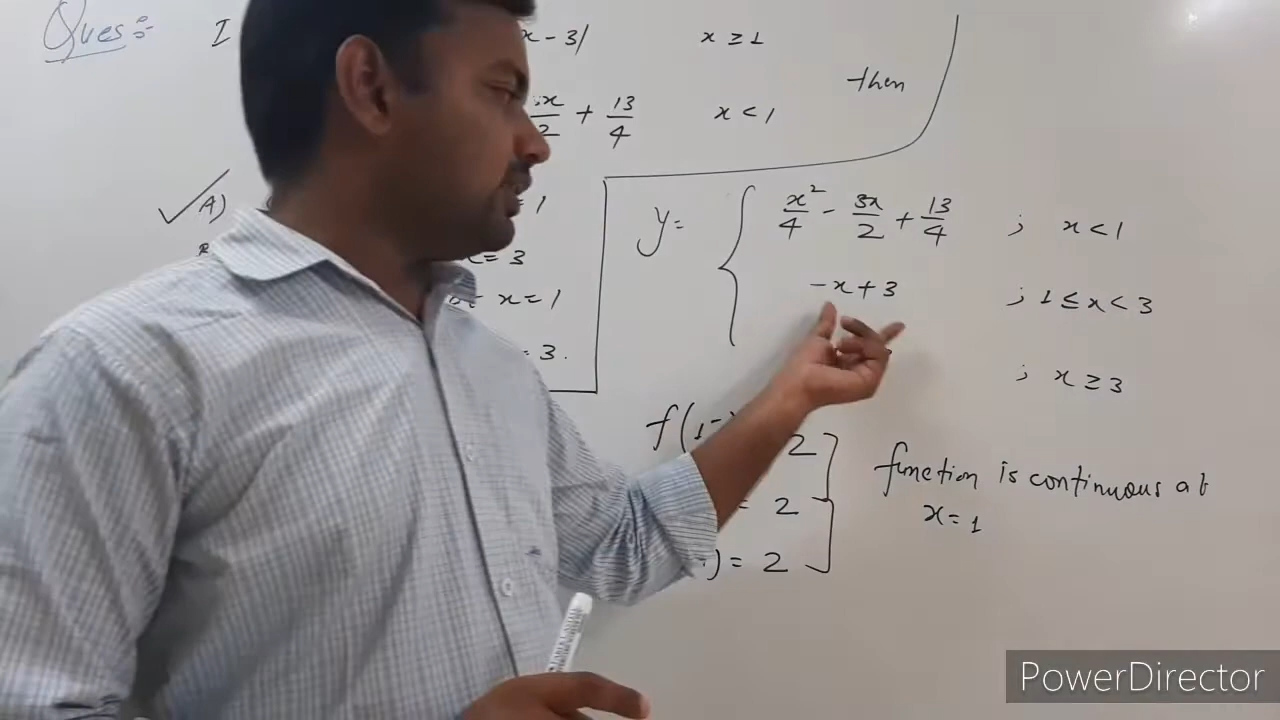 Ques:- I x - 3| x ≥ 1
x/2 + 13/4 x < 1 then
✓A) = 1
x = 3
x = 1
= 3.
y = { x²/4 - 3x/2 + 13/4 ; x < 1
-x + 3 ; 1 ≤ x < 3
; x ≥ 3
f(1-) 2
= 2
) = 2
function is continuous at
x = 1
PowerDirector